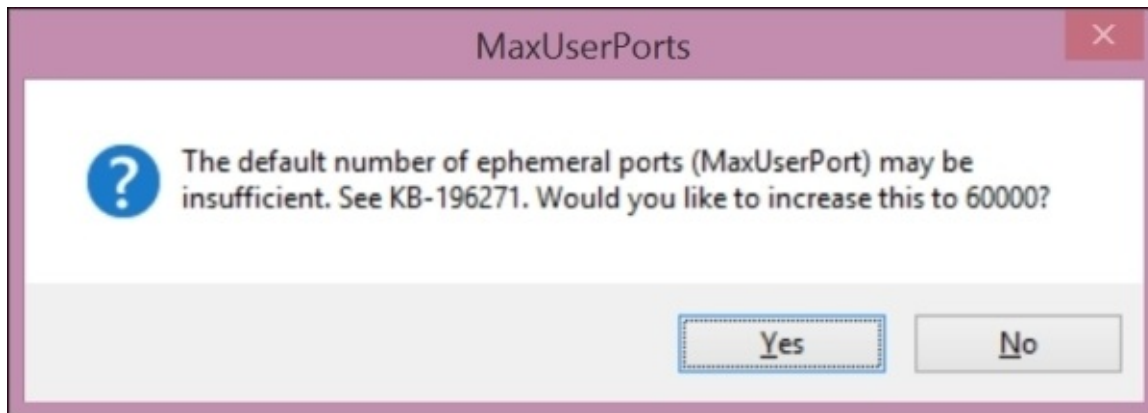 MaxUserPorts
The default number of ephemeral ports (MaxUserPort) may be
insufficient. See KB-196271. Would you like to increase this to 60000?
Yes
No